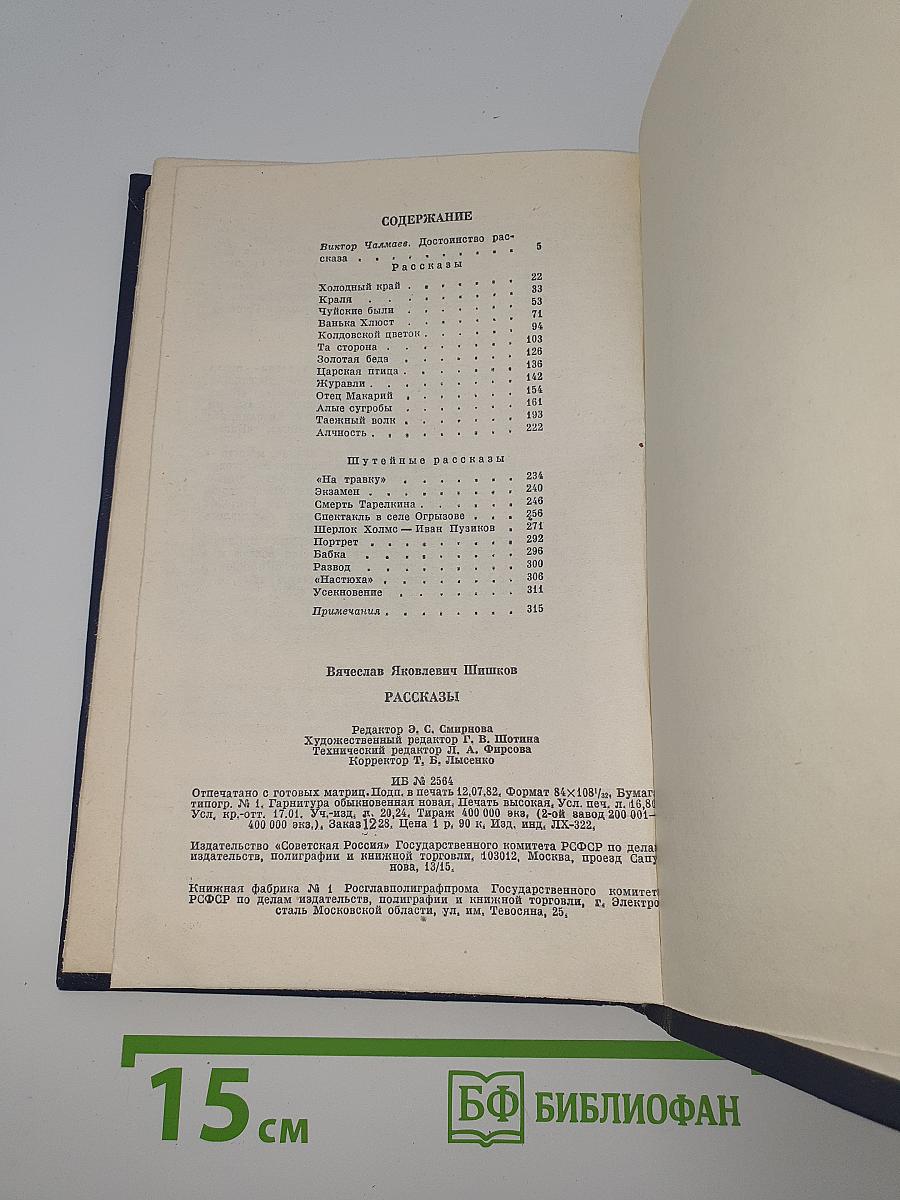 СОДЕРЖАНИЕ
Виктор Чалмаев. Достоинство рас-
сказа . . . . . . . . . . 5
Рассказы
Холодный край . . . . . . . 22
Краля . . . . . . . . . 33
Чуйские были . . . . . . . 53
Ванька Хлюст . . . . . . . 71
Колдовской цветок . . . . . . 94
Та сторона . . . . . . . . 103
Золотая беда . . . . . . . 126
Царская птица . . . . . . . 136
Журавли . . . . . . . . . 142
Отец Макарий . . . . . . . 154
Алые сугробы . . . . . . . 161
Таежный волк . . . . . . . 193
Алчность . . . . . . . . . 222
Шутейные рассказы
«На травку» . . . . . . . 234
Экзамен . . . . . . . . . 240
Смерть Тарелкина . . . . . . 246
Спектакль в селе Огрызове . . . 256
Шерлок Холмс — Иван Пузиков . 271
Портрет . . . . . . . . . 292
Бабка . . . . . . . . . 296
Развод . . . . . . . . . 300
«Настюха» . . . . . . . . 306
Усекновение . . . . . . . 311
Примечания . . . . . . . . 315
Вячеслав Яковлевич Шишков
РАССКАЗЫ
Редактор Э. С. Смирнова
Художественный редактор Г. В. Шотина
Технический редактор Л. А. Фирсова
Корректор Т. Б. Лысенко
ИБ № 2564
Отпечатано с готовых матриц. Подп. в печать 12.07.82. Формат 84×108¹/₃₂. Бумаг
типогр. № 1. Гарнитура обыкновенная новая. Печать высокая. Усл. печ. л. 16,80
Усл. кр.-отт. 17.01. Уч.-изд. л. 20,24. Тираж 400 000 экз. (2-ой завод 200 001—
400 000 экз.). Заказ 1228. Цена 1 р. 90 к. Изд. инд. ЛХ-322.
Издательство «Советская Россия» Государственного комитета РСФСР по делам
издательств, полиграфии и книжной торговли. 103012, Москва, проезд Сапу
нова, 13/15.
Книжная фабрика № 1 Росглавполиграфпрома Государственного комитет
РСФСР по делам издательств, полиграфии и книжной торговли, г. Электро
сталь Московской области, ул. им. Тевосяна, 25.
15 см
БФ БИБЛИОФАН